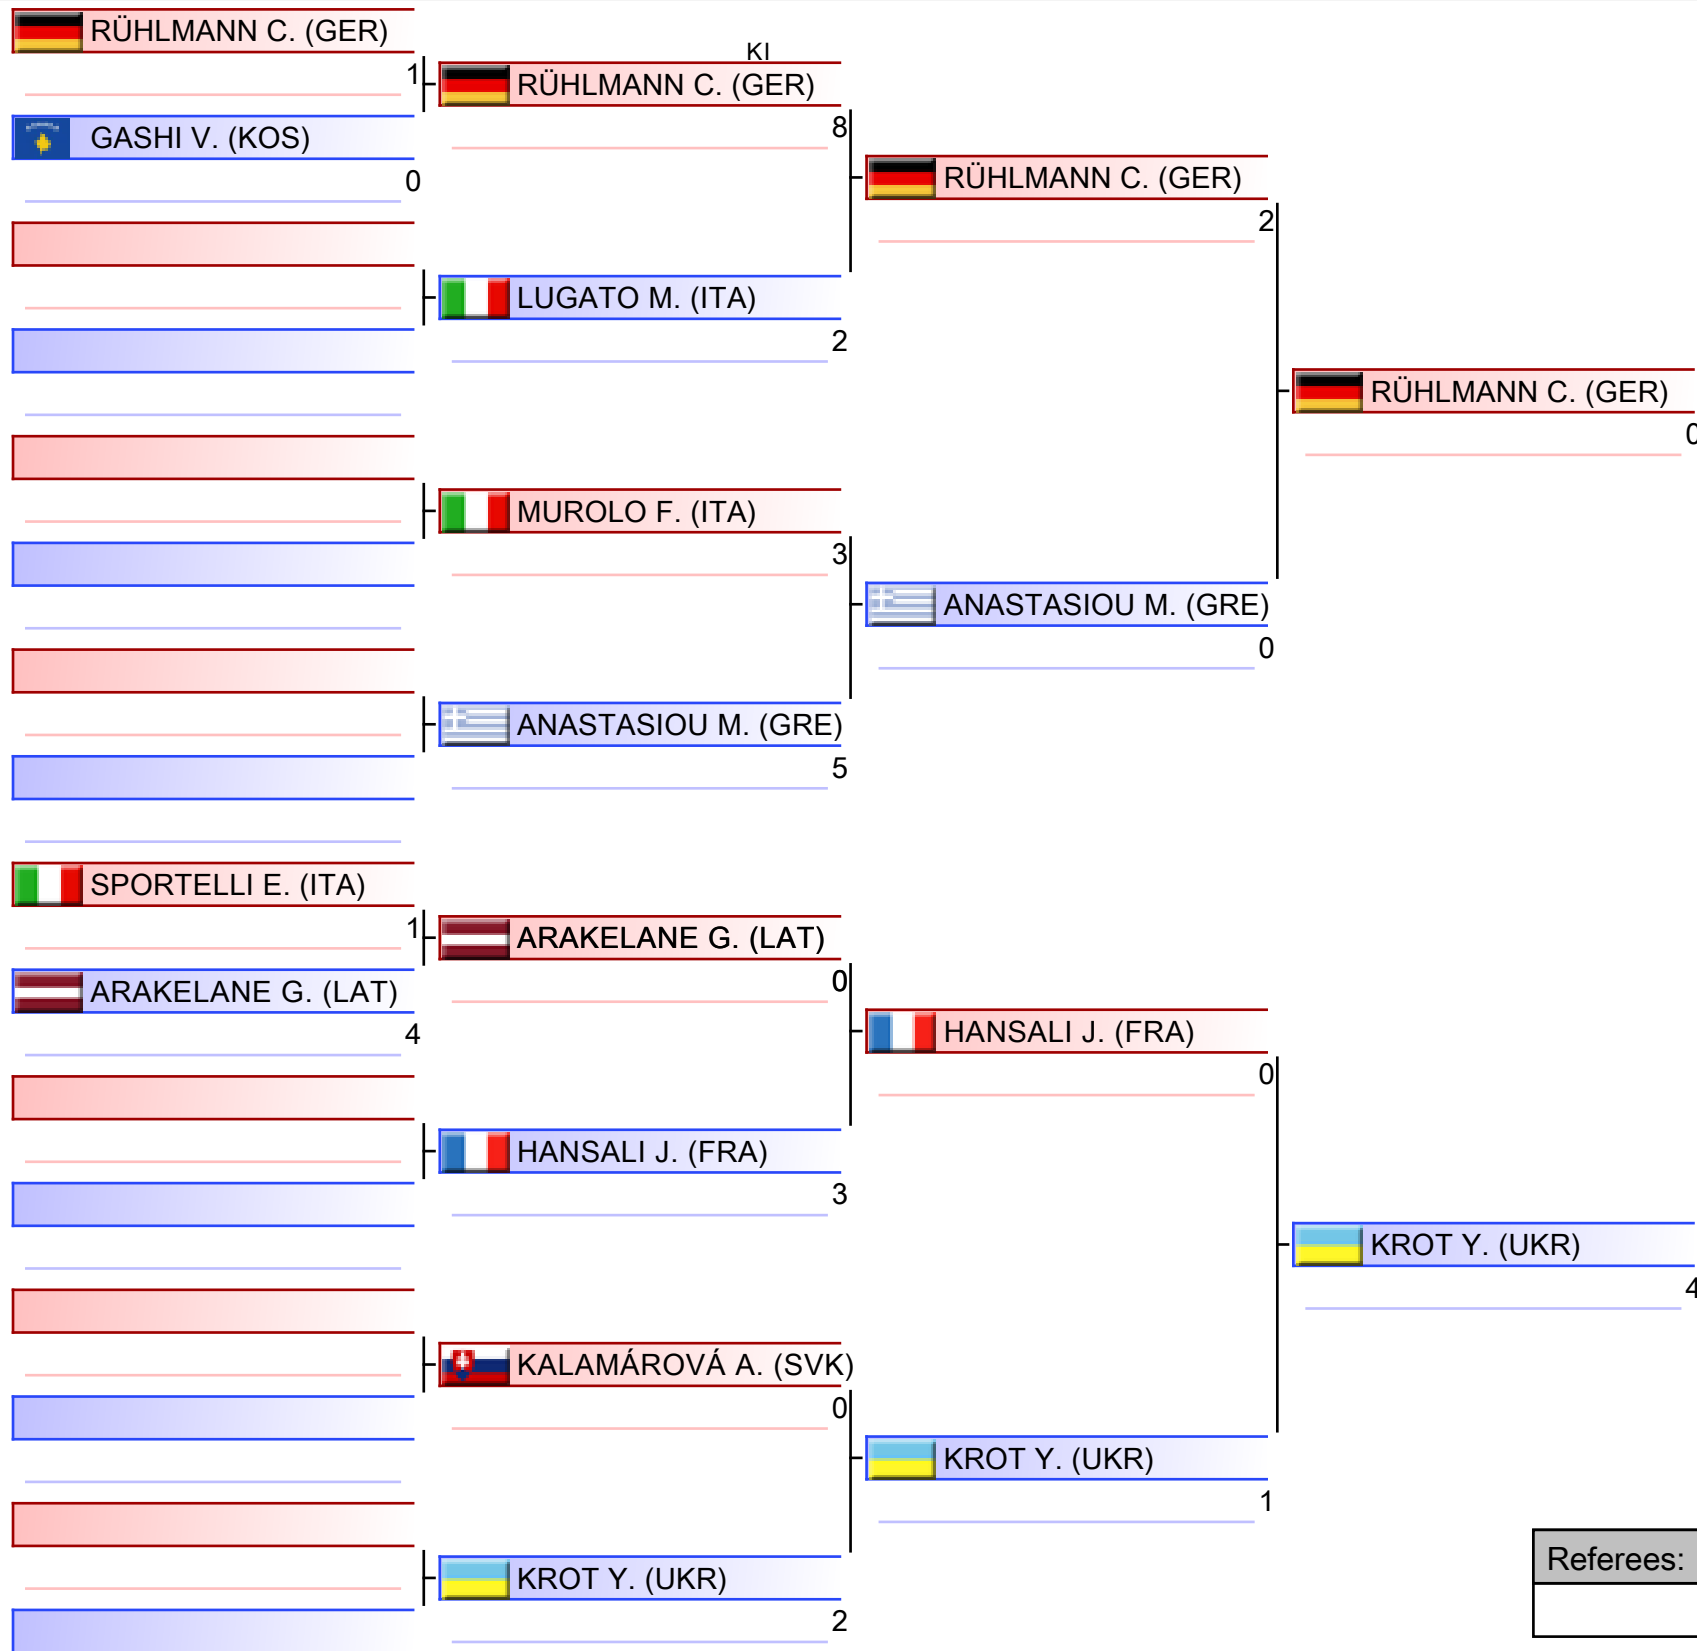 RÜHLMANN C. (GER)
1
GASHI V. (KOS)
0
SPORTELLI E. (ITA)
1
ARAKELANE G. (LAT)
4
KI
RÜHLMANN C. (GER)
8
LUGATO M. (ITA)
2
MUROLO F. (ITA)
3
ANASTASIOU M. (GRE)
5
ARAKELANE G. (LAT)
0
HANSALI J. (FRA)
3
KALAMÁROVÁ A. (SVK)
0
KROT Y. (UKR)
2
RÜHLMANN C. (GER)
2
ANASTASIOU M. (GRE)
0
HANSALI J. (FRA)
0
KROT Y. (UKR)
1
RÜHLMANN C. (GER)
0
KROT Y. (UKR)
4
Referees: